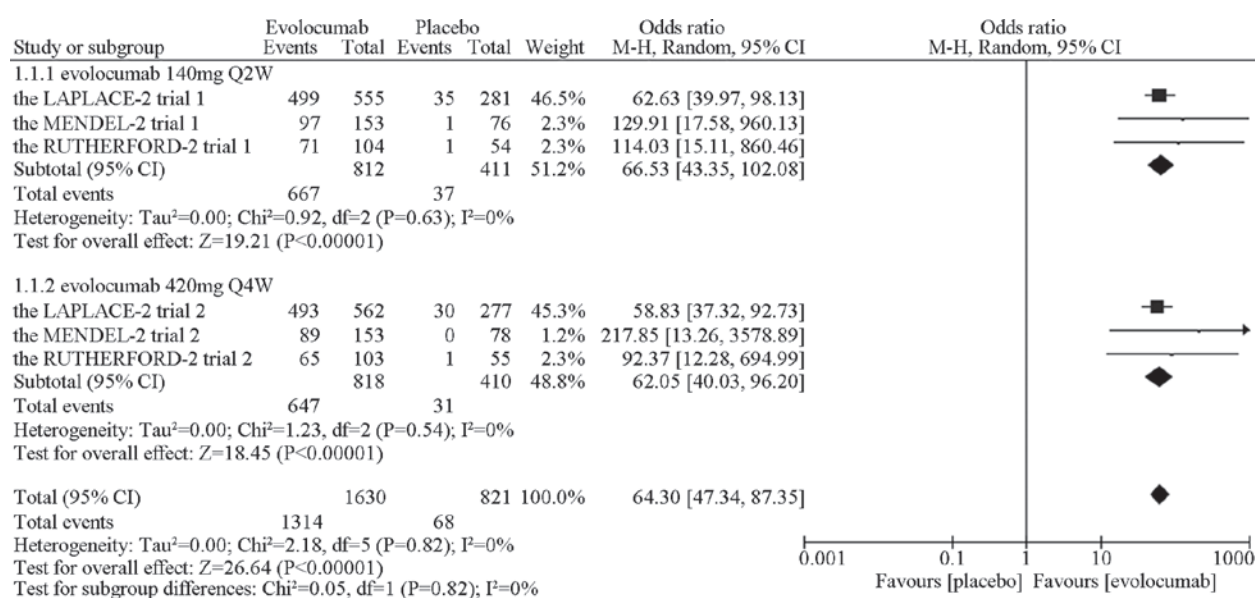 Evolocumab Placebo Odds ratio Odds ratio
Study or subgroup Events Total Events Total Weight M-H, Random, 95% CI M-H, Random, 95% CI
1.1.1 evolocumab 140mg Q2W
the LAPLACE-2 trial 1 499 555 35 281 46.5% 62.63 [39.97, 98.13]
the MENDEL-2 trial 1 97 153 1 76 2.3% 129.91 [17.58, 960.13]
the RUTHERFORD-2 trial 1 71 104 1 54 2.3% 114.03 [15.11, 860.46]
Subtotal (95% CI) 812 411 51.2% 66.53 [43.35, 102.08]
Total events 667 37
Heterogeneity: Tau²=0.00; Chi²=0.92, df=2 (P=0.63); I²=0%
Test for overall effect: Z=19.21 (P<0.00001)
1.1.2 evolocumab 420mg Q4W
the LAPLACE-2 trial 2 493 562 30 277 45.3% 58.83 [37.32, 92.73]
the MENDEL-2 trial 2 89 153 0 78 1.2% 217.85 [13.26, 3578.89]
the RUTHERFORD-2 trial 2 65 103 1 55 2.3% 92.37 [12.28, 694.99]
Subtotal (95% CI) 818 410 48.8% 62.05 [40.03, 96.20]
Total events 647 31
Heterogeneity: Tau²=0.00; Chi²=1.23, df=2 (P=0.54); I²=0%
Test for overall effect: Z=18.45 (P<0.00001)
Total (95% CI) 1630 821 100.0% 64.30 [47.34, 87.35]
Total events 1314 68
Heterogeneity: Tau²=0.00; Chi²=2.18, df=5 (P=0.82); I²=0%
Test for overall effect: Z=26.64 (P<0.00001)
Test for subgroup differences: Chi²=0.05, df=1 (P=0.82); I²=0%
0.001 0.1 1 10 1000
Favours [placebo] Favours [evolocumab]